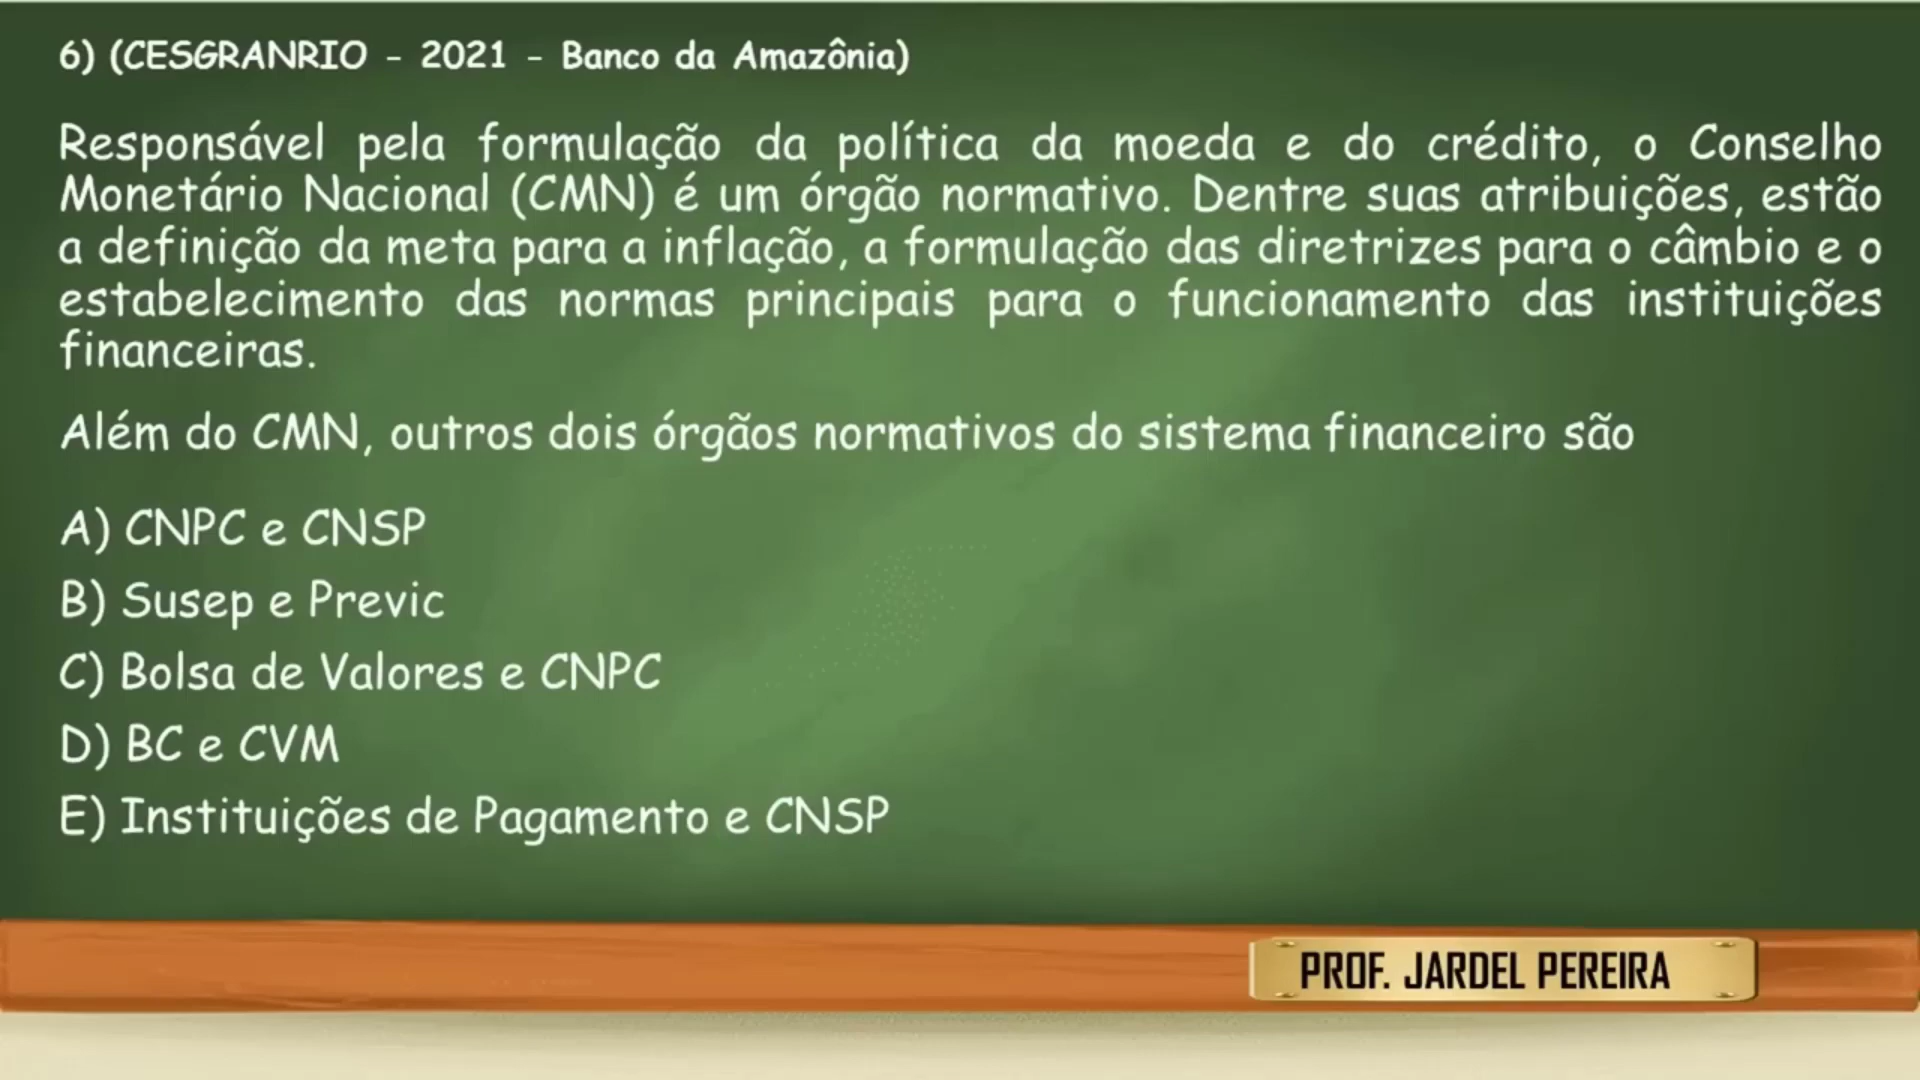 6) (CESGRANRIO - 2021 - Banco da Amazônia)
Responsável pela formulação da política da moeda e do crédito, o Conselho
Monetário Nacional (CMN) é um órgão normativo. Dentre suas atribuições, estão
a definição da meta para a inflação, a formulação das diretrizes para o câmbio e o
estabelecimento das normas principais para o funcionamento das instituições
financeiras.
Além do CMN, outros dois órgãos normativos do sistema financeiro são
A) CNPC e CNSP
B) Susep e Previc
C) Bolsa de Valores e CNPC
D) BC e CVM
E) Instituições de Pagamento e CNSP
PROF. JARDEL PEREIRA